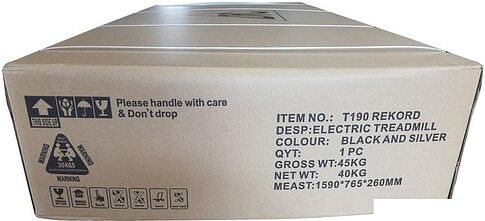 Please handle with care
& Don't drop
THIS SIDE UP
30KGS
ITEM NO.: T190 REKORD
DESP:ELECTRIC TREADMILL
COLOUR: BLACK AND SILVER
QYT: 1 PC
GROSS WT:45KG
NET WT: 40KG
MEAST:1590*765*260MM